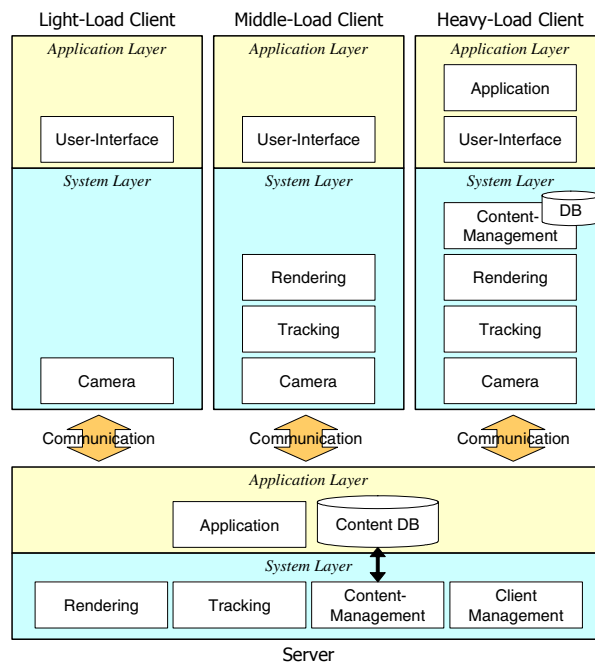 Light-Load Client
Middle-Load Client
Heavy-Load Client
Application Layer
Application Layer
Application Layer
Application
User-Interface
User-Interface
User-Interface
System Layer
System Layer
System Layer
DB
Content-
Management
Rendering
Rendering
Tracking
Tracking
Camera
Camera
Camera
Communication
Communication
Communication
Application Layer
Application
Content DB
System Layer
Rendering
Tracking
Content-
Management
Client
Management
Server